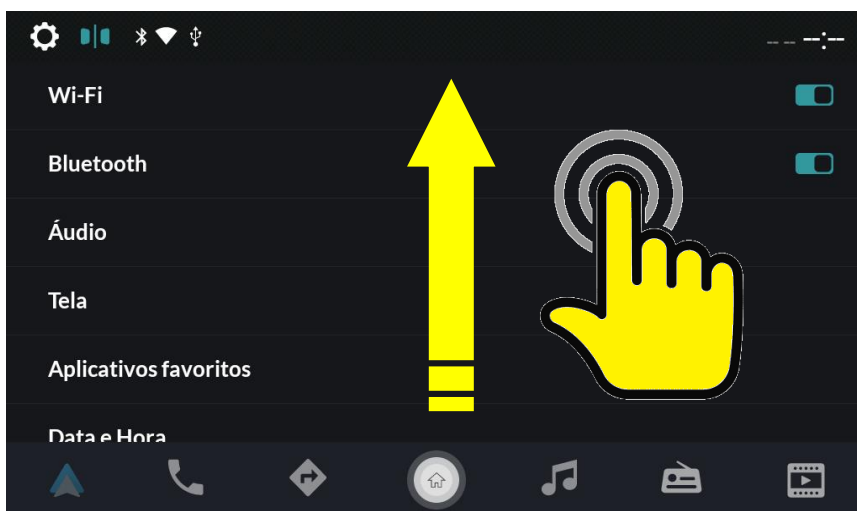 -- -- --:--
Wi-Fi
Bluetooth
Áudio
Tela
Aplicativos favoritos
Data e Hora